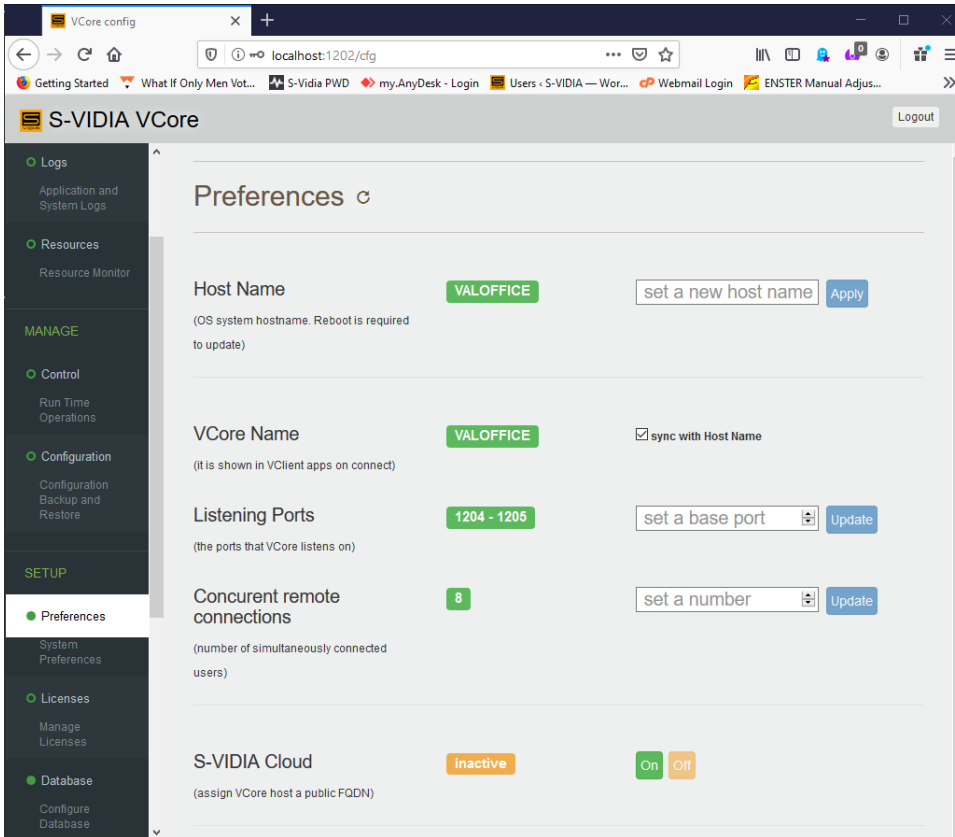 VCore config
localhost:1202/cfg
0
Getting Started What If Only Men Vot... S-Vidia PWD my.AnyDesk - Login Users ‹ S-VIDIA — Wor... Webmail Login ENSTER Manual Adjus...
S-VIDIA VCore
Logout
Logs
Application and
System Logs
Resources
Resource Monitor
MANAGE
Control
Run Time
Operations
Configuration
Configuration
Backup and
Restore
SETUP
Preferences
System
Preferences
Licenses
Manage
Licenses
Database
Configure
Database
Preferences
Host Name VALOFFICE set a new host name Apply
(OS system hostname. Reboot is required
to update)
VCore Name VALOFFICE sync with Host Name
(it is shown in VClient apps on connect)
Listening Ports 1204 - 1205 set a base port Update
(the ports that VCore listens on)
Concurent remote
connections 8 set a number Update
(number of simultaneously connected
users)
S-VIDIA Cloud inactive On Off
(assign VCore host a public FQDN)